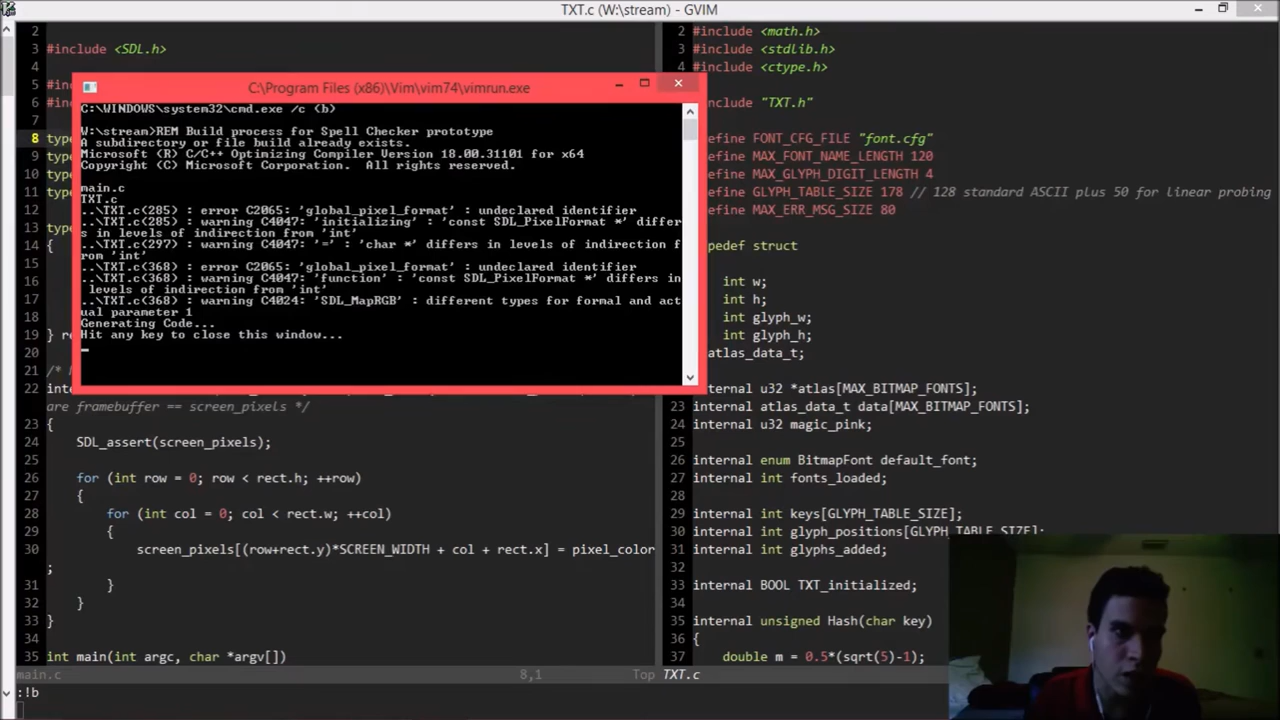 TXT.c (W:\stream) - GVIM
2
3 #include <SDL.h>
4
5 #in
6 #in
7
8 type
9 type
10 type
11 type
12
13 type
14 {
15
16
17
18
19 } re
20
21 /* 
22 inte
are framebuffer == screen_pixels */
23 {
24 SDL_assert(screen_pixels);
25
26 for (int row = 0; row < rect.h; ++row)
27 {
28 for (int col = 0; col < rect.w; ++col)
29 {
30 screen_pixels[(row+rect.y)*SCREEN_WIDTH + col + rect.x] = pixel_color
;
31 }
32 }
33 }
34
35 int main(int argc, char *argv[])
main.c 8,1 Top
:!b
C:\Program Files (x86)\Vim\vim74\vimrun.exe
C:\WINDOWS\system32\cmd.exe /c (b)
W:\stream>REM Build process for Spell Checker prototype
A subdirectory or file build already exists.
Microsoft (R) C/C++ Optimizing Compiler Version 18.00.31101 for x64
Copyright (C) Microsoft Corporation.  All rights reserved.
main.c
TXT.c
..\TXT.c(285) : error C2065: 'global_pixel_format' : undeclared identifier
..\TXT.c(285) : warning C4047: 'initializing' : 'const SDL_PixelFormat *' differ
s in levels of indirection from 'int'
..\TXT.c(297) : warning C4047: '=' : 'char *' differs in levels of indirection f
rom 'int'
..\TXT.c(368) : error C2065: 'global_pixel_format' : undeclared identifier
..\TXT.c(368) : warning C4047: 'function' : 'const SDL_PixelFormat *' differs in
levels of indirection from 'int'
..\TXT.c(368) : warning C4024: 'SDL_MapRGB' : different types for formal and act
ual parameter 1
Generating Code...
Hit any key to close this window...
2 #include <math.h>
#include <stdlib.h>
#include <ctype.h>
#include "TXT.h"
efine FONT_CFG_FILE "font.cfg"
efine MAX_FONT_NAME_LENGTH 120
efine MAX_GLYPH_DIGIT_LENGTH 4
efine GLYPH_TABLE_SIZE 178 // 128 standard ASCII plus 50 for linear probing
efine MAX_ERR_MSG_SIZE 80
pedef struct
int w;
int h;
int glyph_w;
int glyph_h;
atlas_data_t;
nternal u32 *atlas[MAX_BITMAP_FONTS];
23 internal atlas_data_t data[MAX_BITMAP_FONTS];
24 internal u32 magic_pink;
25
26 internal enum BitmapFont default_font;
27 internal int fonts_loaded;
28
29 internal int keys[GLYPH_TABLE_SIZE];
30 internal int glyph_positions[GLYPH_TABLE_SIZE];
31 internal int glyphs_added;
32
33 internal BOOL TXT_initialized;
34
35 internal unsigned Hash(char key)
36 {
37 double m = 0.5*(sqrt(5)-1);
TXT.c